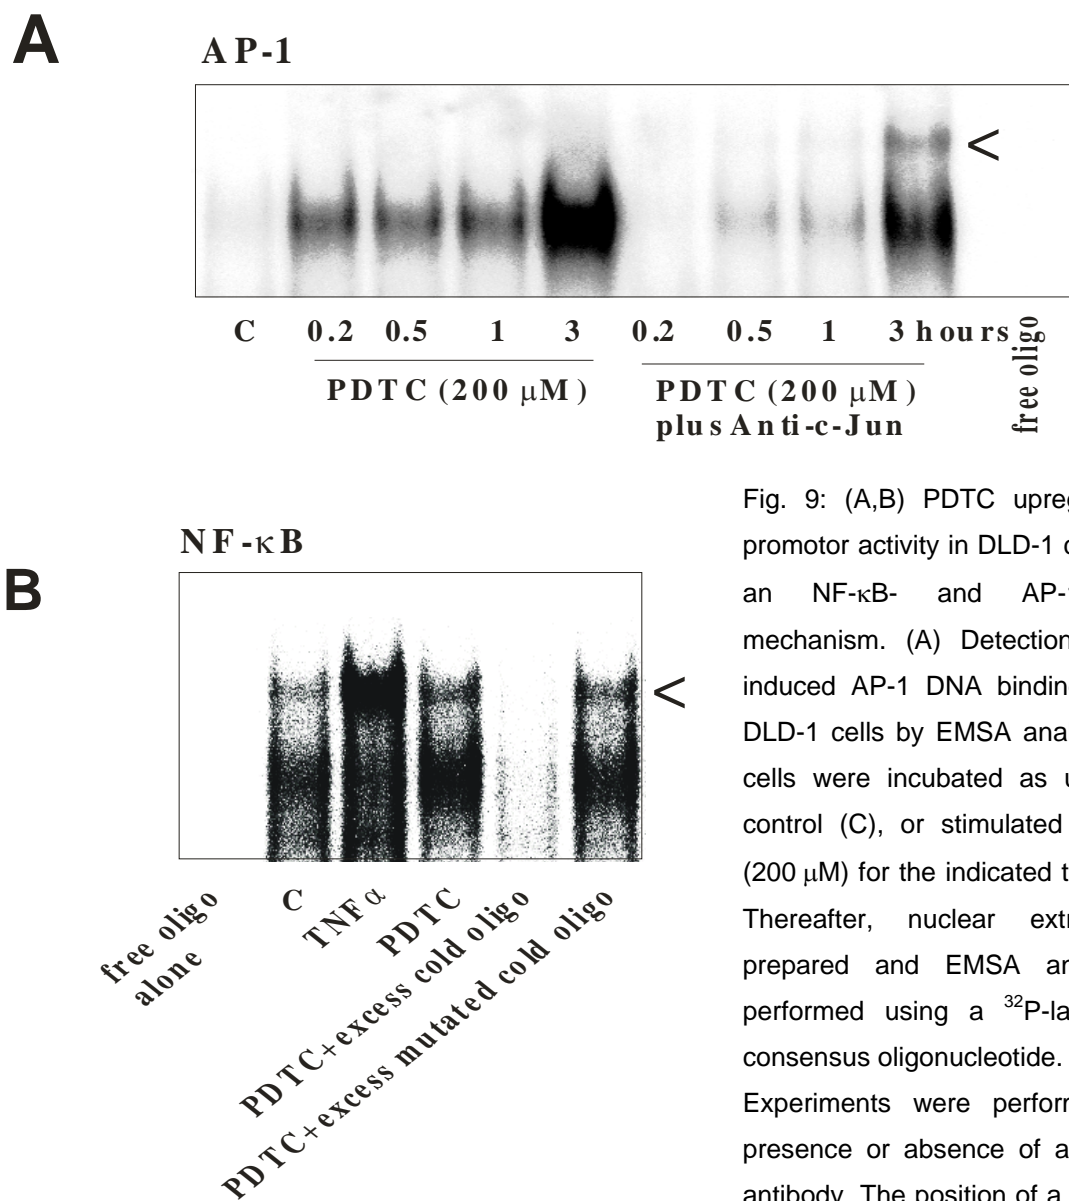 A
AP-1
<
C 0.2 0.5 1 3 0.2 0.5 1 3 hours
free oligo
PDTC (200 μM) PDTC (200 μM)
plus Anti-c-Jun
Fig. 9: (A,B) PDTC upreg
promotor activity in DLD-1 c
an NF-κB- and AP-1
mechanism. (A) Detection
induced AP-1 DNA binding
DLD-1 cells by EMSA ana
cells were incubated as u
control (C), or stimulated
(200 μM) for the indicated t
Thereafter, nuclear extr
prepared and EMSA an
performed using a ³²P-la
consensus oligonucleotide.
Experiments were perform
presence or absence of a
antibody. The position of a
B
NF-κB
<
free oligo
alone
C
TNFα
PDTC
PDTC+excess cold oligo
PDTC+excess mutated cold oligo